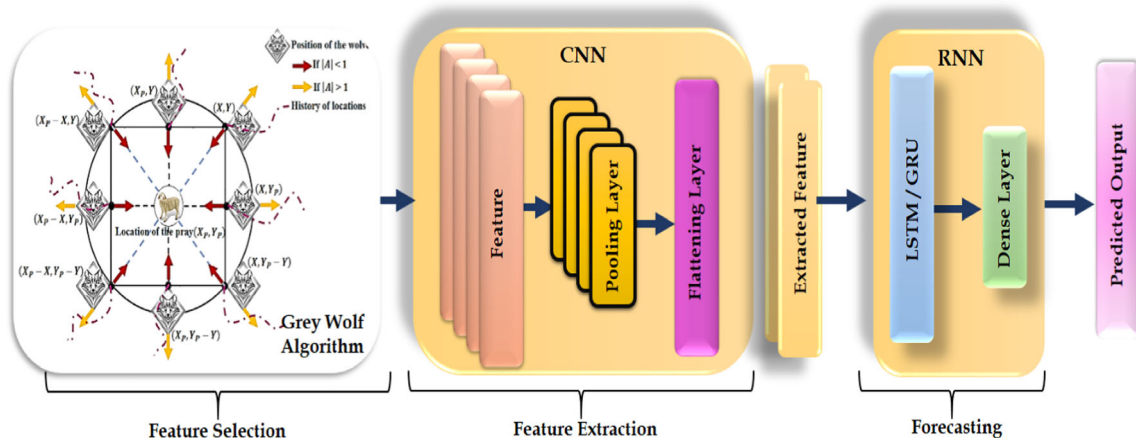 Position of the wolve
If |A| < 1
If |A| > 1
History of locations
(X_P, Y)
(X, Y)
(X_P − X, Y)
(X, Y_P)
(X_P − X, Y_P)
Location of the pray(X_P, Y_P)
(X_P − X, Y_P − Y)
(X, Y_P − Y)
(X_P, Y_P − Y)
Grey Wolf
Algorithm
Feature Selection
CNN
Feature
Pooling Layer
Flattening Layer
Feature Extraction
Extracted Feature
RNN
LSTM / GRU
Dense Layer
Forecasting
Predicted Output